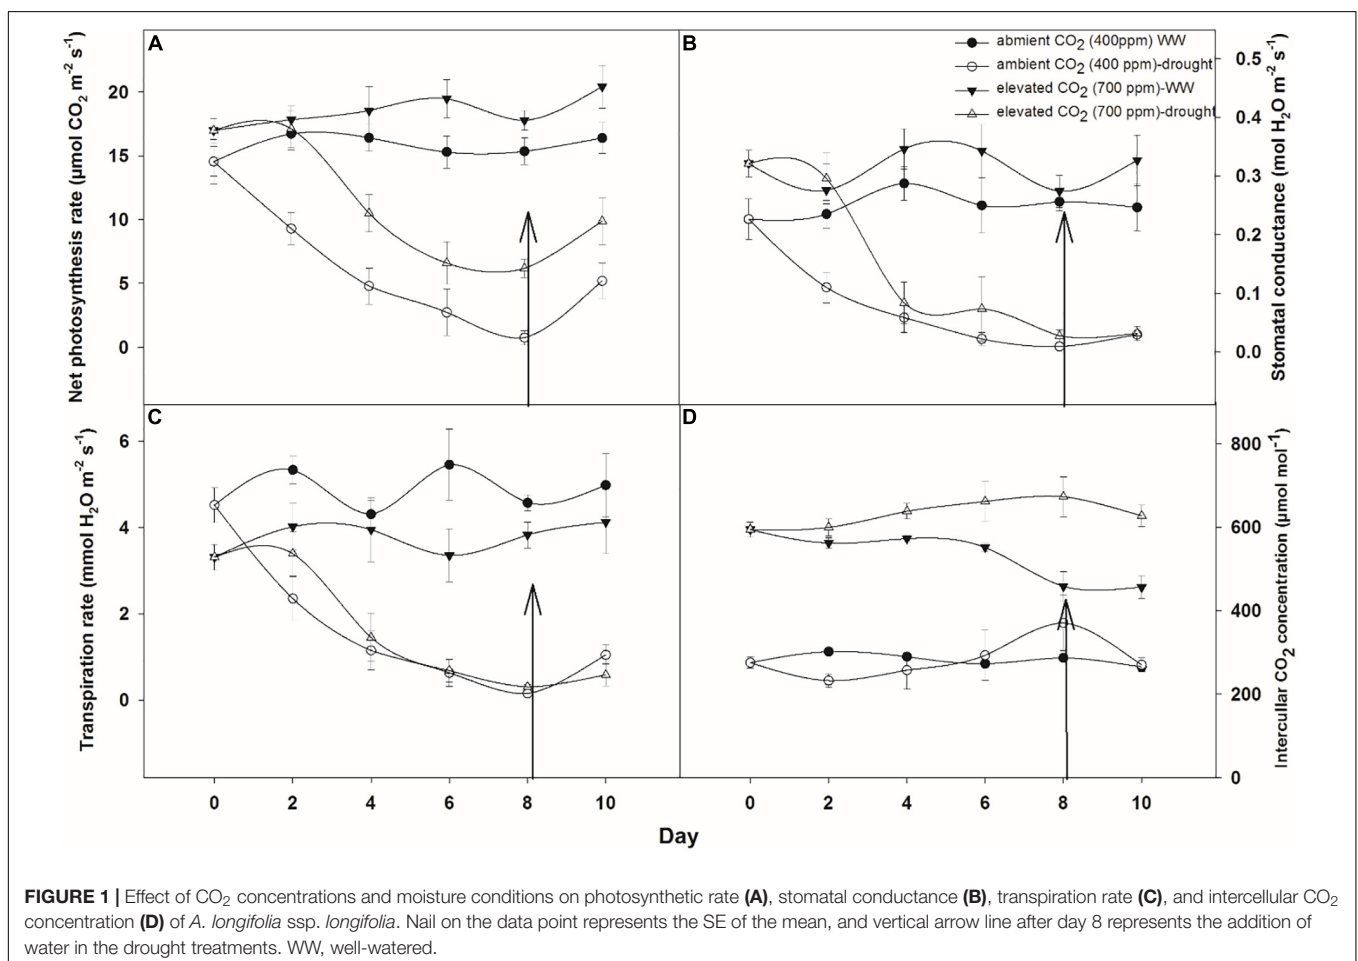 A
B
abmient CO2 (400ppm) WW
ambient CO2 (400 ppm)-drought
elevated CO2 (700 ppm)-WW
elevated CO2 (700 ppm)-drought
Net photosynthesis rate (µmol CO2 m-2 s-1)
20
15
10
5
0
Stomatal conductance (mol H2O m-2 s-1)
0.5
0.4
0.3
0.2
0.1
0.0
C
D
Transpiration rate (mmol H2O m-2 s-1)
6
4
2
0
Intercullar CO2 concentration (µmol mol-1)
800
600
400
200
0
0 2 4 6 8 10 0 2 4 6 8 10
Day
FIGURE 1 | Effect of CO2 concentrations and moisture conditions on photosynthetic rate (A), stomatal conductance (B), transpiration rate (C), and intercellular CO2
concentration (D) of A. longifolia ssp. longifolia. Nail on the data point represents the SE of the mean, and vertical arrow line after day 8 represents the addition of
water in the drought treatments. WW, well-watered.